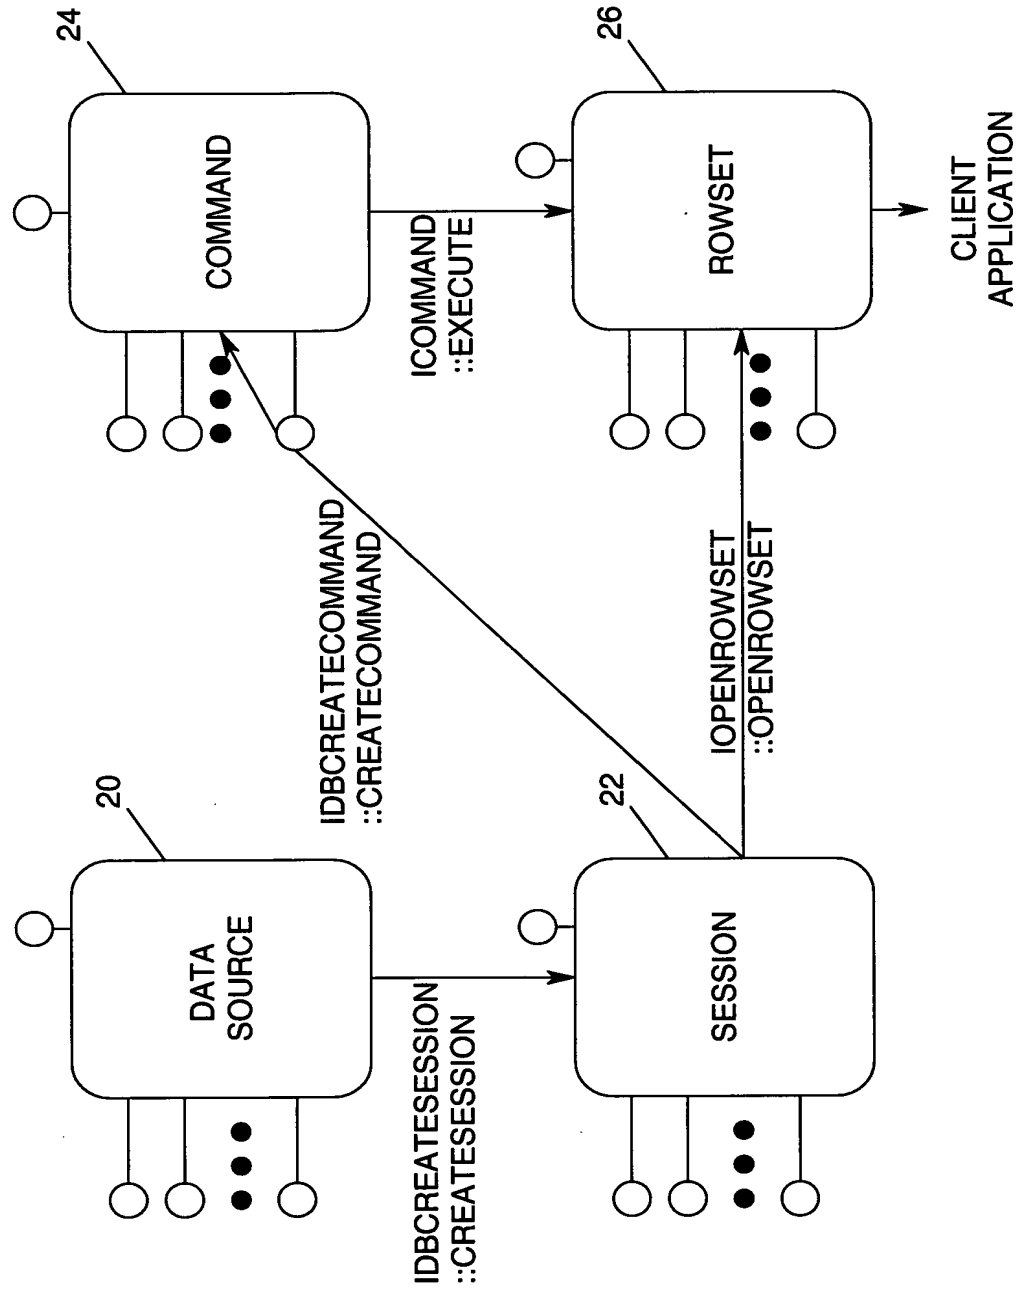 20
DATA
SOURCE
IDBCREATESESSION
::CREATESESSION
22
SESSION
IDBCREATECOMMAND
::CREATECOMMAND
IOPENROWSET
::OPENROWSET
24
COMMAND
ICOMMAND
::EXECUTE
26
ROWSET
CLIENT
APPLICATION